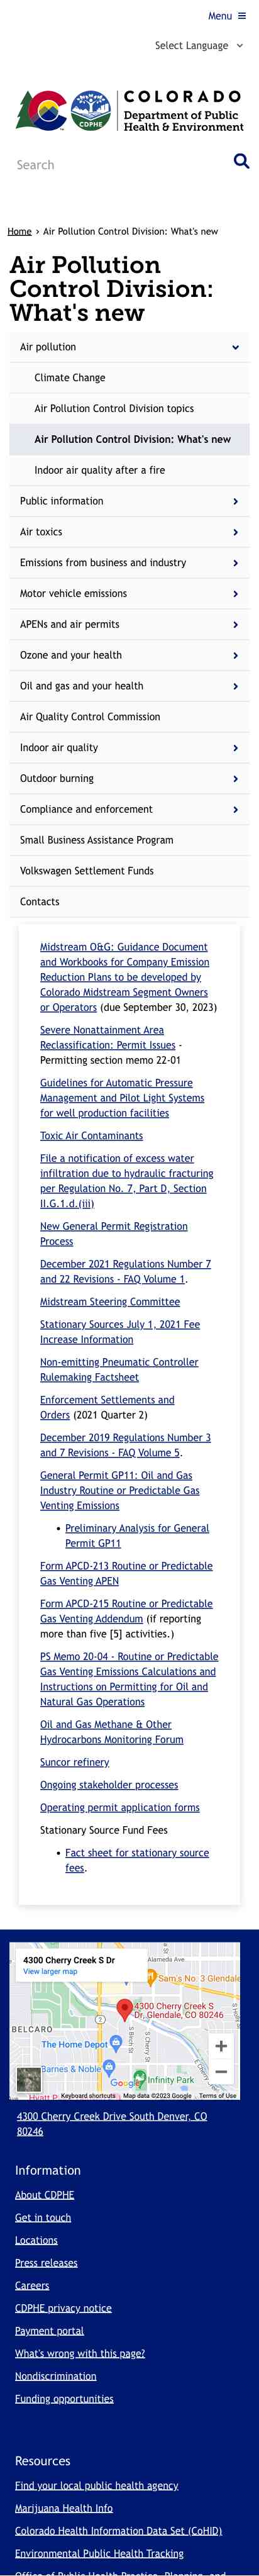 Menu
Select Language
COLORADO
Department of Public
Health & Environment
CDPHE
Search
Home › Air Pollution Control Division: What's new
Air Pollution
Control Division:
What's new
Air pollution
Climate Change
Air Pollution Control Division topics
Air Pollution Control Division: What's new
Indoor air quality after a fire
Public information
Air toxics
Emissions from business and industry
Motor vehicle emissions
APENs and air permits
Ozone and your health
Oil and gas and your health
Air Quality Control Commission
Indoor air quality
Outdoor burning
Compliance and enforcement
Small Business Assistance Program
Volkswagen Settlement Funds
Contacts
Midstream O&G: Guidance Document
and Workbooks for Company Emission
Reduction Plans to be developed by
Colorado Midstream Segment Owners
or Operators (due September 30, 2023)
Severe Nonattainment Area
Reclassification: Permit Issues -
Permitting section memo 22-01
Guidelines for Automatic Pressure
Management and Pilot Light Systems
for well production facilities
Toxic Air Contaminants
File a notification of excess water
infiltration due to hydraulic fracturing
per Regulation No. 7, Part D, Section
II.G.1.d.(iii)
New General Permit Registration
Process
December 2021 Regulations Number 7
and 22 Revisions - FAQ Volume 1.
Midstream Steering Committee
Stationary Sources July 1, 2021 Fee
Increase Information
Non-emitting Pneumatic Controller
Rulemaking Factsheet
Enforcement Settlements and
Orders (2021 Quarter 2)
December 2019 Regulations Number 3
and 7 Revisions - FAQ Volume 5.
General Permit GP11: Oil and Gas
Industry Routine or Predictable Gas
Venting Emissions
• Preliminary Analysis for General
Permit GP11
Form APCD-213 Routine or Predictable
Gas Venting APEN
Form APCD-215 Routine or Predictable
Gas Venting Addendum (if reporting
more than five [5] activities.)
PS Memo 20-04 - Routine or Predictable
Gas Venting Emissions Calculations and
Instructions on Permitting for Oil and
Natural Gas Operations
Oil and Gas Methane & Other
Hydrocarbons Monitoring Forum
Suncor refinery
Ongoing stakeholder processes
Operating permit application forms
Stationary Source Fund Fees
• Fact sheet for stationary source
fees.
4300 Cherry Creek S Dr
View larger map
Alameda Ave
Sam's No. 3 Glendale
4300 Cherry Creek S
Dr, Glendale, CO 80246
BELCARO
The Home Depot
Barnes & Noble
Infinity Park
Google
Hyatt P
Keyboard shortcuts Map data ©2023 Google Terms of Use
4300 Cherry Creek Drive South Denver, CO
80246
Information
About CDPHE
Get in touch
Locations
Press releases
Careers
CDPHE privacy notice
Payment portal
What's wrong with this page?
Nondiscrimination
Funding opportunities
Resources
Find your local public health agency
Marijuana Health Info
Colorado Health Information Data Set (CoHID)
Environmental Public Health Tracking
Office of Public Health Practice, Planning, and